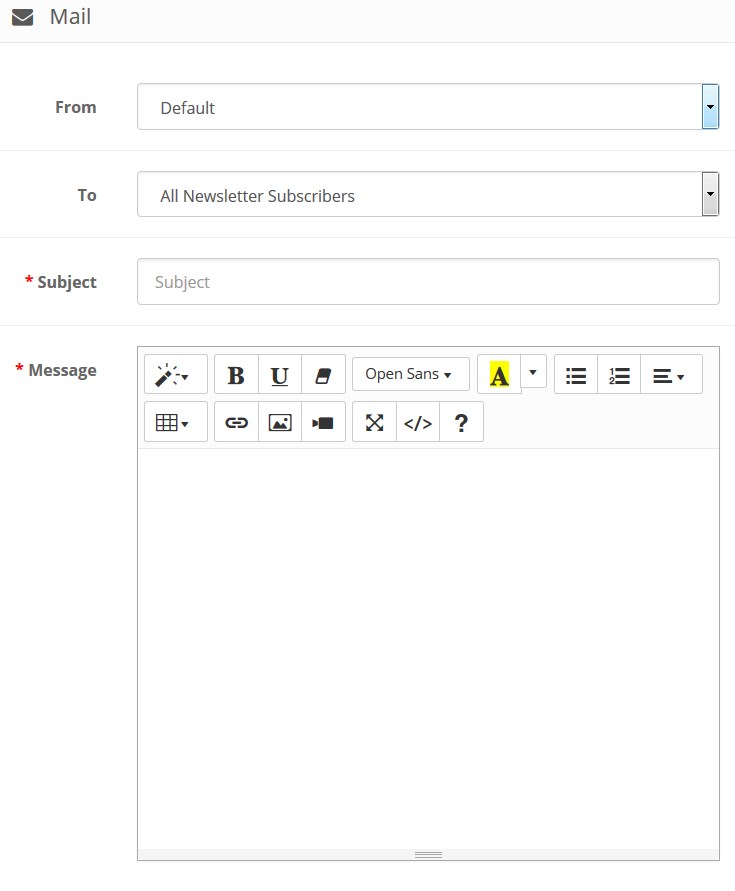 Mail
From
Default
To
All Newsletter Subscribers
* Subject
Subject
* Message
B U Open Sans A
</> ?